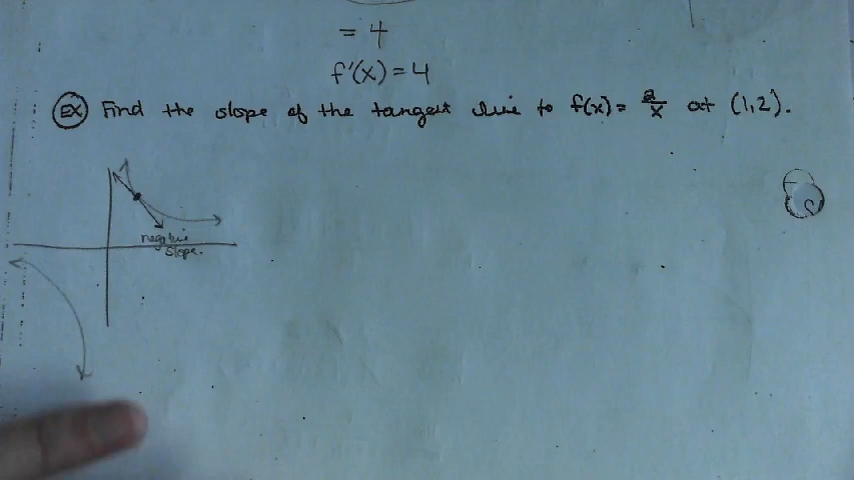 = 4
f'(x) = 4
EX Find the slope of the tangent line to f(x) = 2/x at (1,2).
negative
slope.